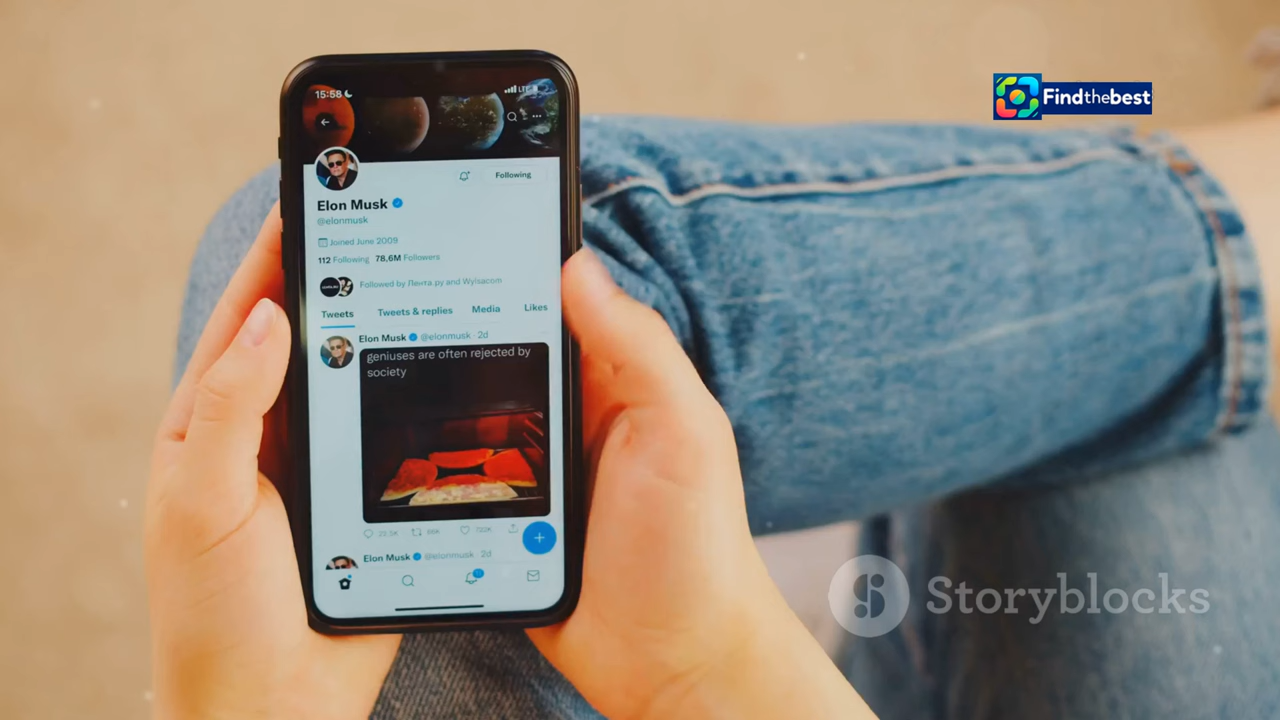 15:58
LTE
Following
Elon Musk
@elonmusk
Joined June 2009
112 Following 78,6M Followers
Followed by Лента.ру and Wylsacom
Tweets Tweets & replies Media Likes
Elon Musk @elonmusk · 2d
geniuses are often rejected by
society
Elon Musk @elonmusk · 2d
Findthebest
Storyblocks